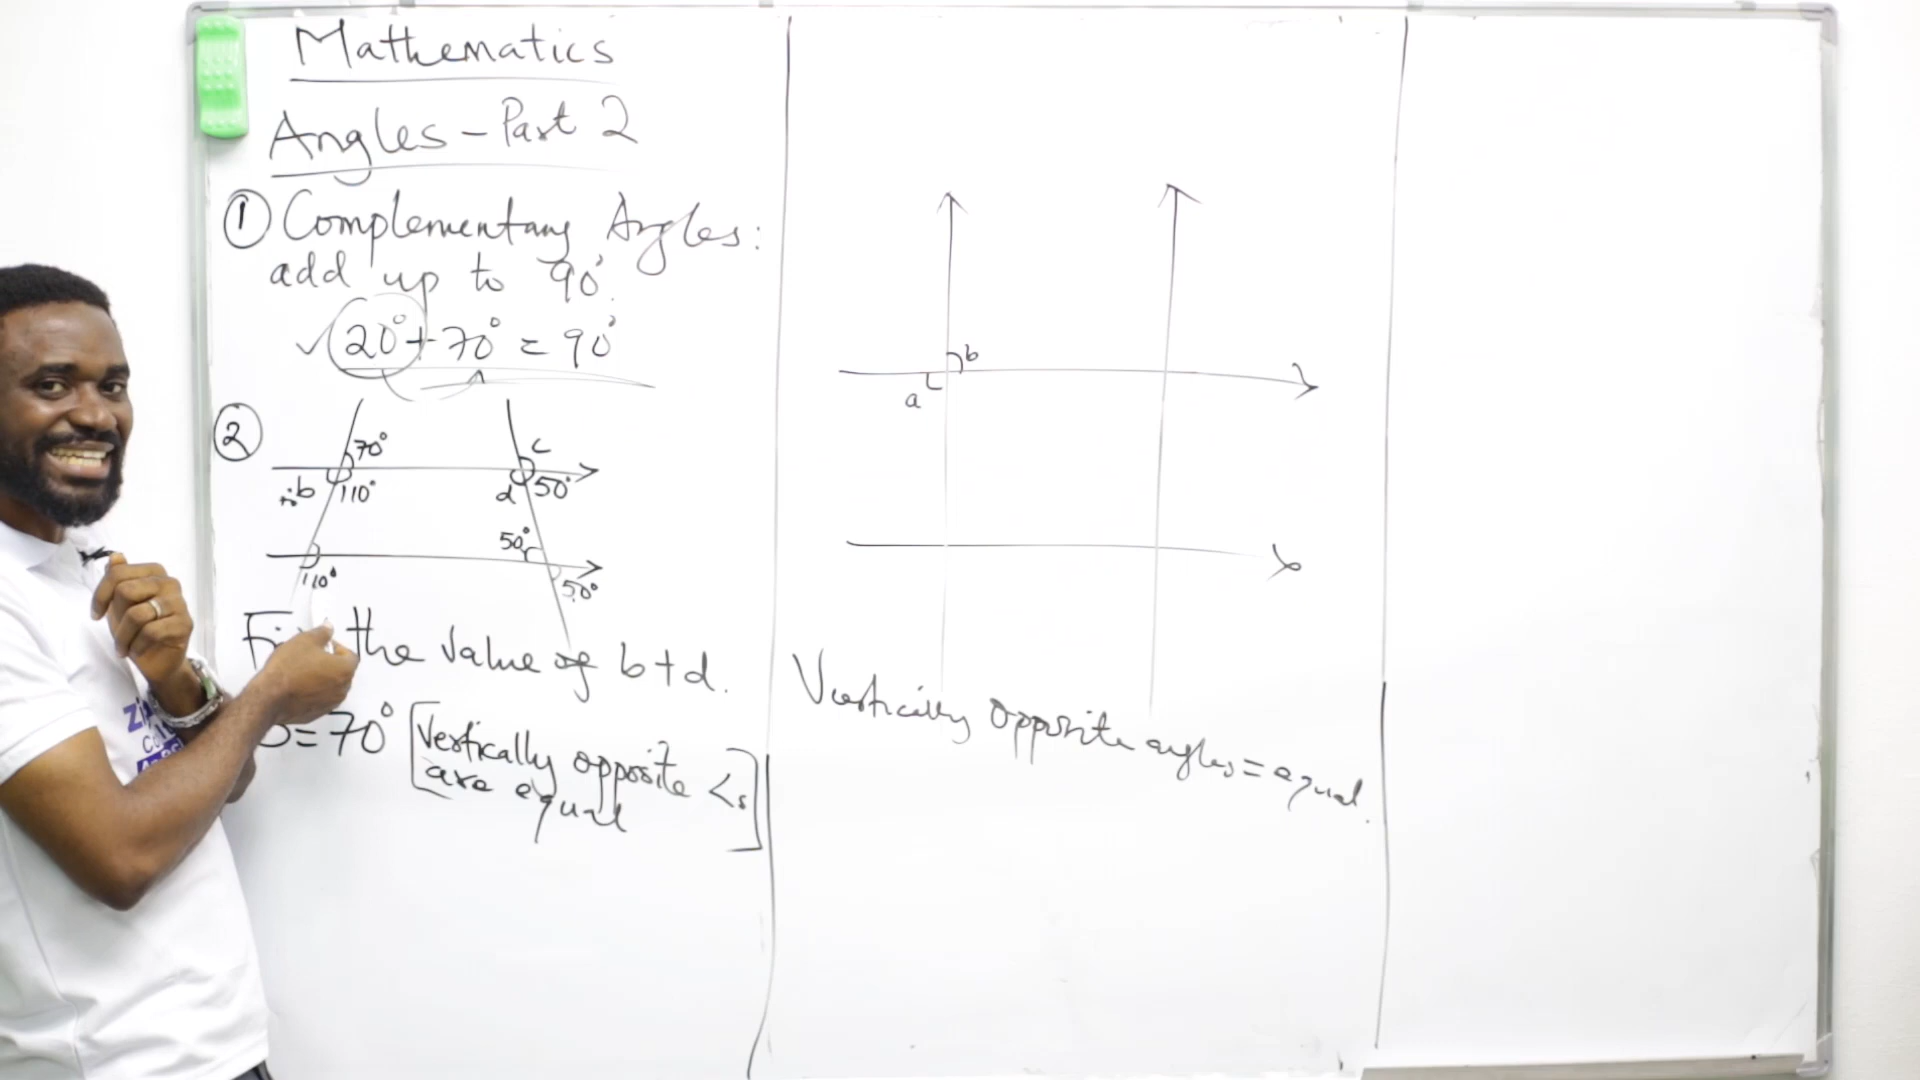 Mathematics
Angles - Part 2
① Complementary Angles:
add up to 90°.
✓ 20° + 70° = 90°
②
70°
b
110°
c
d
50°
50°
110°
50°
the value of b+d.
= 70° [Vertically opposite <s
are equal]
b
a
Vertically opposite angles = equal.